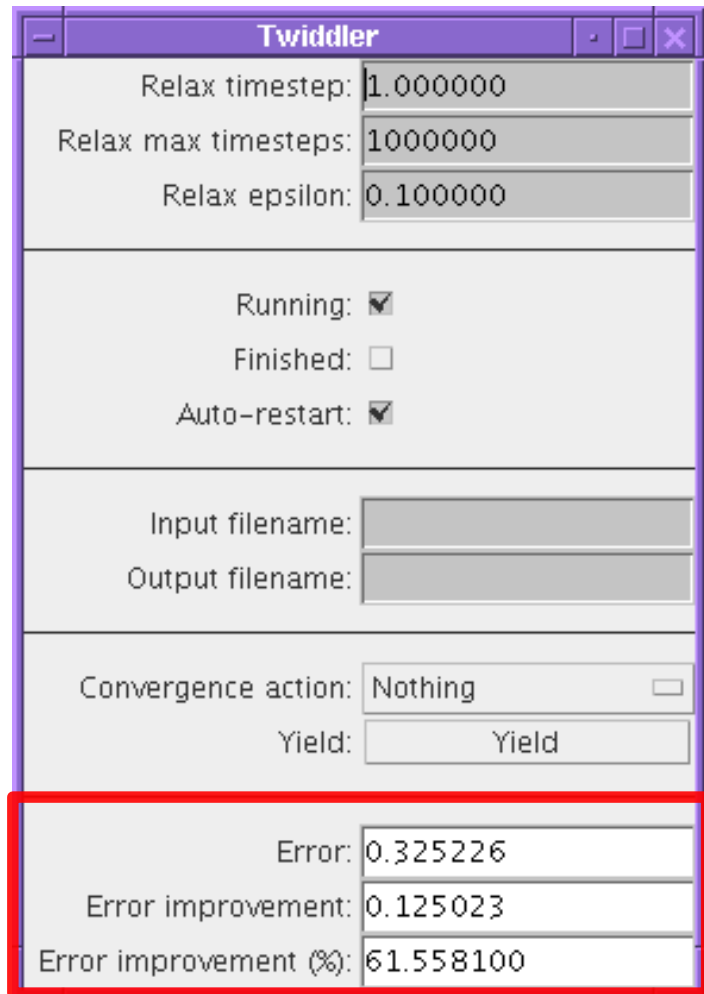 Twiddler
Relax timestep: 1.000000
Relax max timesteps: 1000000
Relax epsilon: 0.100000
Running:
Finished:
Auto-restart:
Input filename:
Output filename:
Convergence action: Nothing
Yield: Yield
Error: 0.325226
Error improvement: 0.125023
Error improvement (%): 61.558100